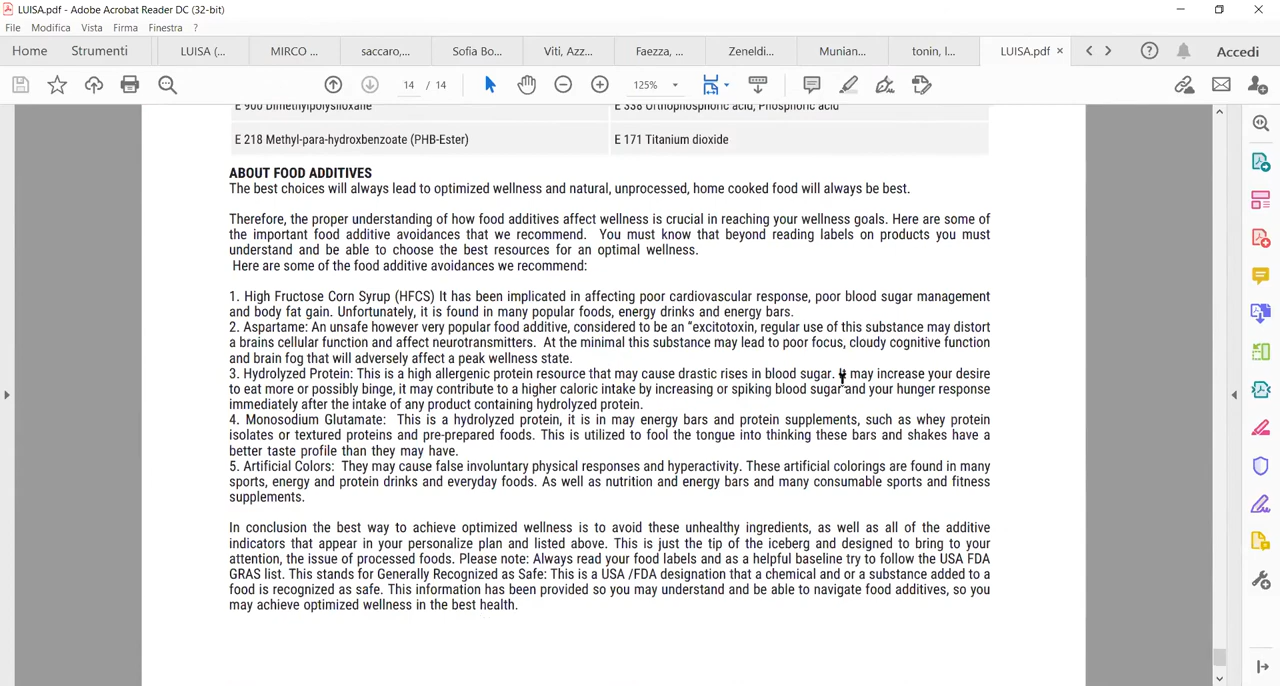 LUISA.pdf - Adobe Acrobat Reader DC (32-bit)
File Modifica Vista Firma Finestra ?
Home Strumenti LUISA (... MIRCO ... saccaro,... Sofia Bo... Viti, Azz... Faezza, ... Zeneldi... Munian... tonin, l... LUISA.pdf × Accedi
14 / 14 125%
E 900 Dimethylpolysiloxane E 338 Orthophosphoric acid, Phosphoric acid
E 218 Methyl-para-hydroxbenzoate (PHB-Ester) E 171 Titanium dioxide
ABOUT FOOD ADDITIVES
The best choices will always lead to optimized wellness and natural, unprocessed, home cooked food will always be best.
Therefore, the proper understanding of how food additives affect wellness is crucial in reaching your wellness goals. Here are some of
the important food additive avoidances that we recommend. You must know that beyond reading labels on products you must
understand and be able to choose the best resources for an optimal wellness.
Here are some of the food additive avoidances we recommend:
1. High Fructose Corn Syrup (HFCS) It has been implicated in affecting poor cardiovascular response, poor blood sugar management
and body fat gain. Unfortunately, it is found in many popular foods, energy drinks and energy bars.
2. Aspartame: An unsafe however very popular food additive, considered to be an “excitotoxin, regular use of this substance may distort
a brains cellular function and affect neurotransmitters. At the minimal this substance may lead to poor focus, cloudy cognitive function
and brain fog that will adversely affect a peak wellness state.
3. Hydrolyzed Protein: This is a high allergenic protein resource that may cause drastic rises in blood sugar. It may increase your desire
to eat more or possibly binge, it may contribute to a higher caloric intake by increasing or spiking blood sugar and your hunger response
immediately after the intake of any product containing hydrolyzed protein.
4. Monosodium Glutamate: This is a hydrolyzed protein, it is in may energy bars and protein supplements, such as whey protein
isolates or textured proteins and pre-prepared foods. This is utilized to fool the tongue into thinking these bars and shakes have a
better taste profile than they may have.
5. Artificial Colors: They may cause false involuntary physical responses and hyperactivity. These artificial colorings are found in many
sports, energy and protein drinks and everyday foods. As well as nutrition and energy bars and many consumable sports and fitness
supplements.
In conclusion the best way to achieve optimized wellness is to avoid these unhealthy ingredients, as well as all of the additive
indicators that appear in your personalize plan and listed above. This is just the tip of the iceberg and designed to bring to your
attention, the issue of processed foods. Please note: Always read your food labels and as a helpful baseline try to follow the USA FDA
GRAS list. This stands for Generally Recognized as Safe: This is a USA /FDA designation that a chemical and or a substance added to a
food is recognized as safe. This information has been provided so you may understand and be able to navigate food additives, so you
may achieve optimized wellness in the best health.